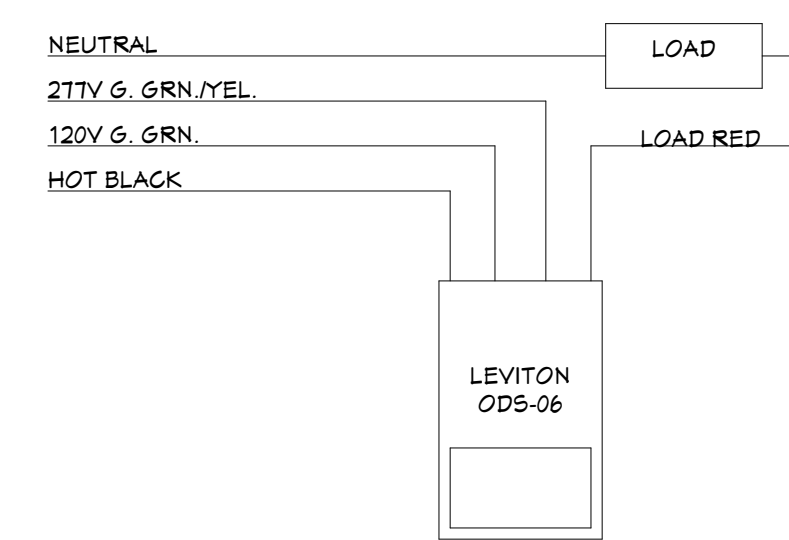 NEUTRAL
LOAD
277V G. GRN./YEL.
120V G. GRN.
LOAD RED
HOT BLACK
LEVITON
ODS-06